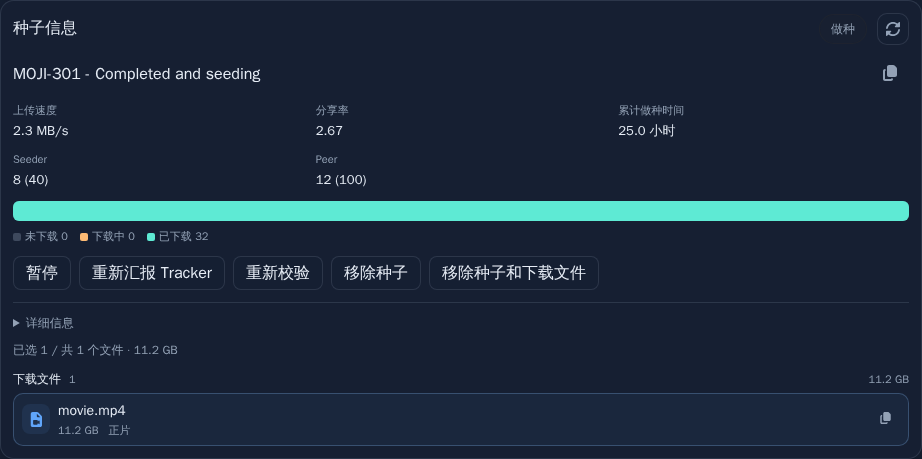 种子信息
做种
MOJI-301 - Completed and seeding
上传速度 分享率 累计做种时间
2.3 MB/s 2.67 25.0 小时
Seeder Peer
8 (40) 12 (100)
未下载 0 下载中 0 已下载 32
暂停 重新汇报 Tracker 重新校验 移除种子 移除种子和下载文件
详细信息
已选 1 / 共 1 个文件 · 11.2 GB
下载文件 1 11.2 GB
movie.mp4
11.2 GB 正片